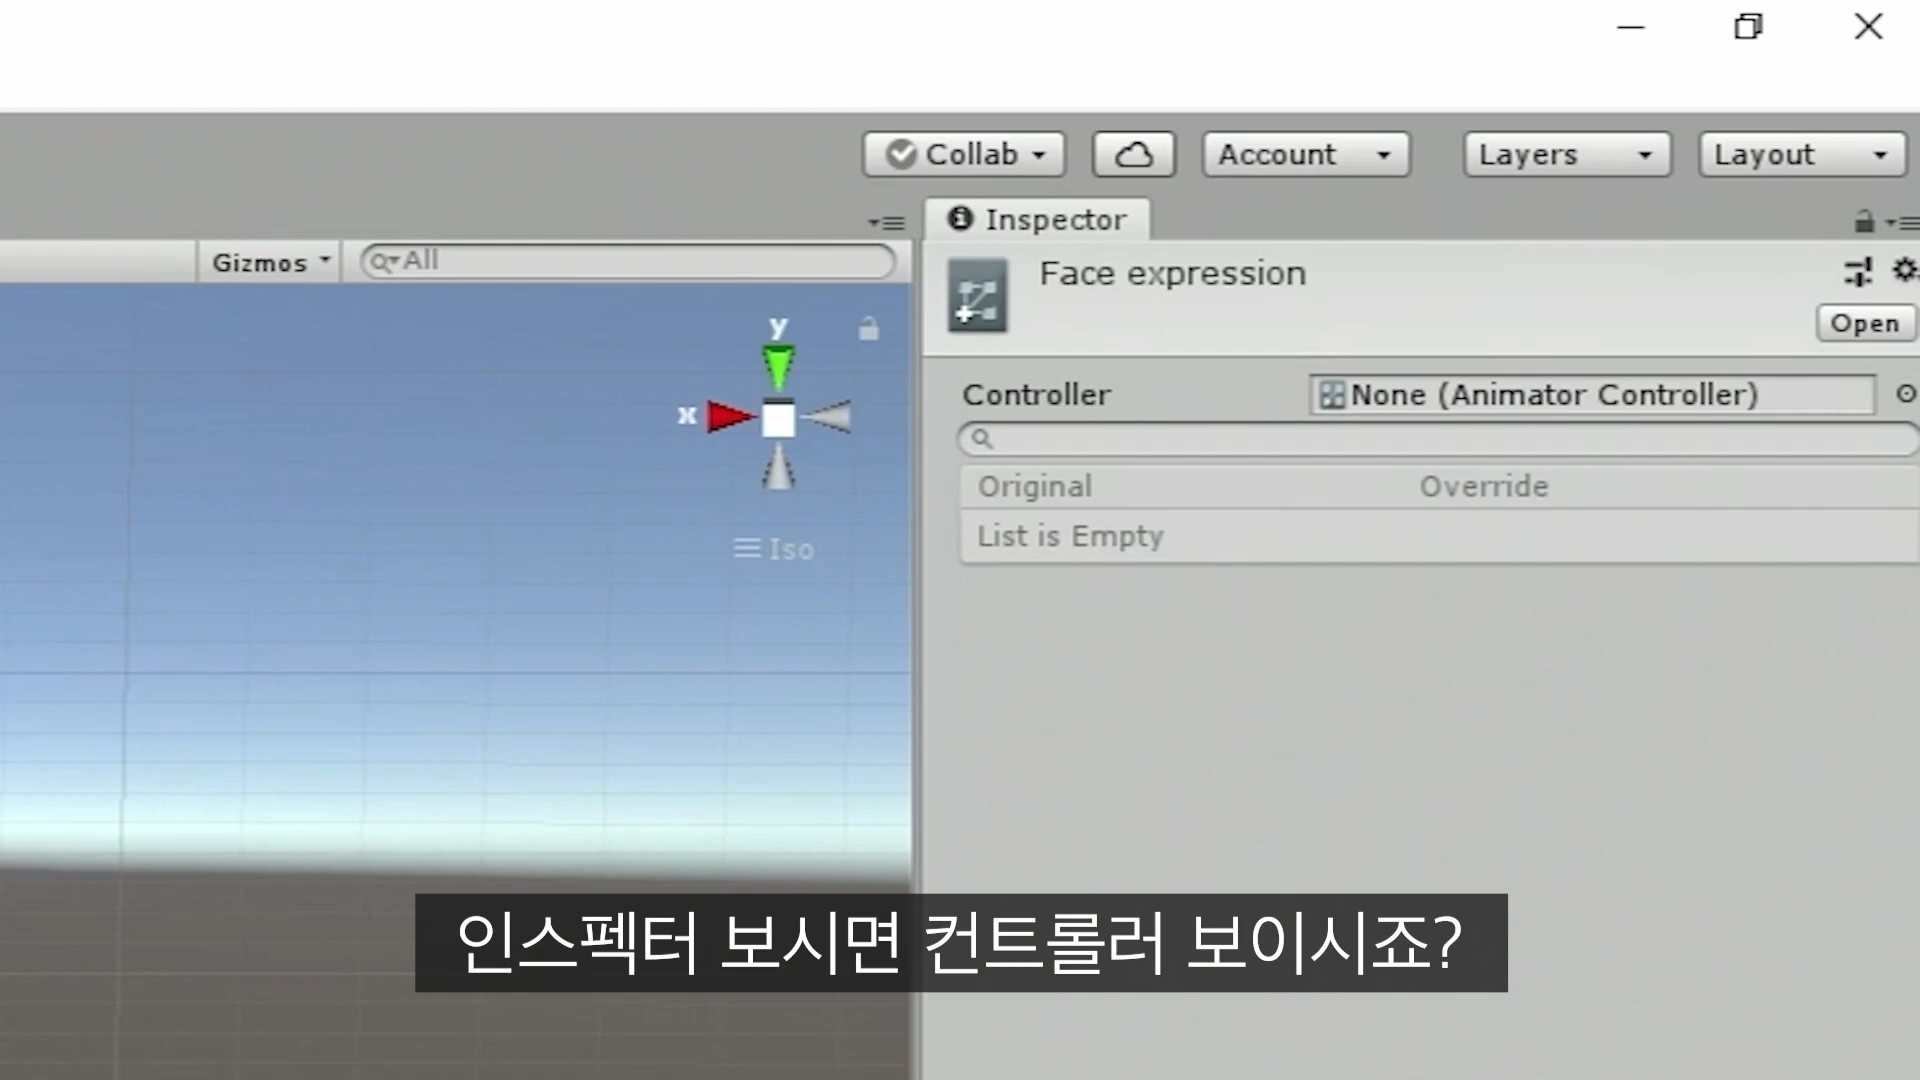 Collab
Account
Layers
Layout
Inspector
Gizmos
All
Face expression
Open
y
x
Iso
Controller
None (Animator Controller)
Original Override
List is Empty
인스펙터 보시면 컨트롤러 보이시죠?